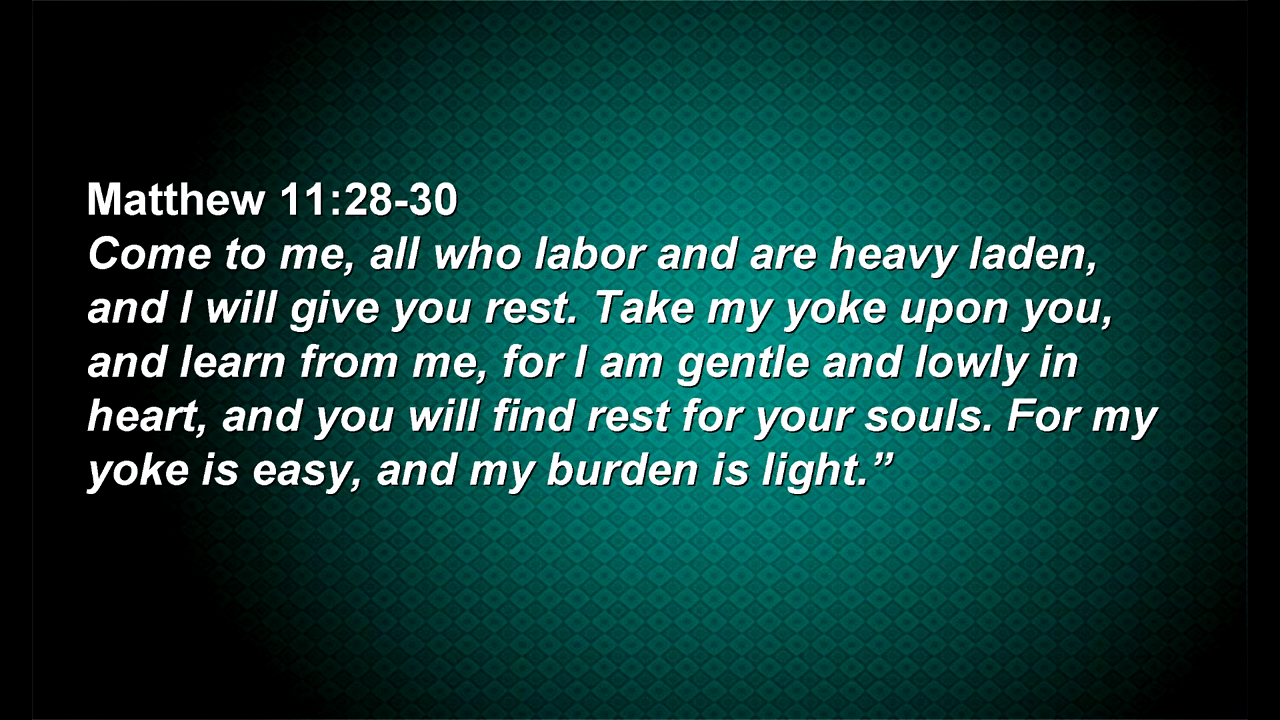 Matthew 11:28-30
Come to me, all who labor and are heavy laden,
and I will give you rest. Take my yoke upon you,
and learn from me, for I am gentle and lowly in
heart, and you will find rest for your souls. For my
yoke is easy, and my burden is light.”